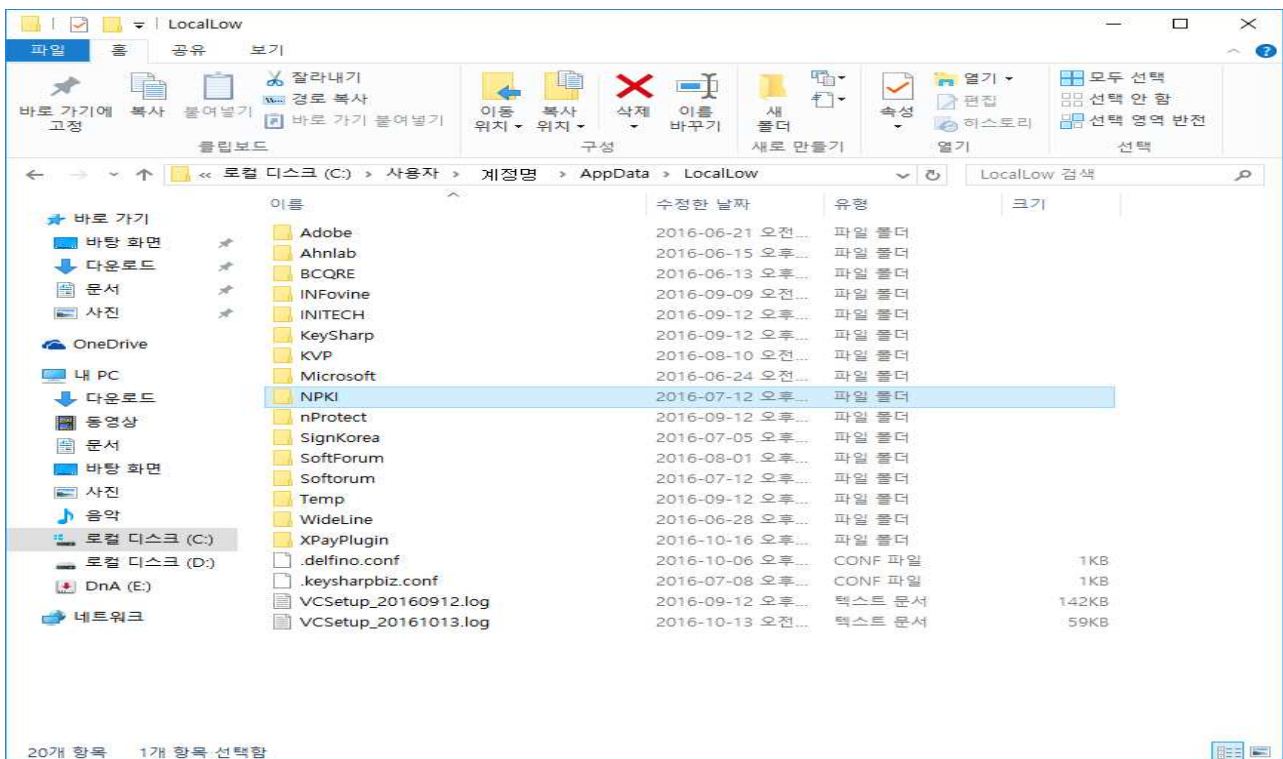 LocalLow
파일 홈 공유 보기
바로 가기에 고정 복사 붙여넣기 잘라내기 이동 위치 복사 위치 삭제 이름 바꾸기 새 폴더 속성 열기 모두 선택
경로 복사 편집 선택 안 함
바로 가기 붙여넣기 히스토리 선택 영역 반전
클립보드 구성 새로 만들기 열기 선택
« 로컬 디스크 (C:) › 사용자 › 계정명 › AppData › LocalLow LocalLow 검색
이름 수정한 날짜 유형 크기
바로 가기
바탕 화면
다운로드
문서
사진
OneDrive
내 PC
다운로드
동영상
문서
바탕 화면
사진
음악
로컬 디스크 (C:)
로컬 디스크 (D:)
DnA (E:)
네트워크
Adobe 2016-06-21 오전... 파일 폴더
Ahnlab 2016-06-15 오후... 파일 폴더
BCQRE 2016-06-13 오후... 파일 폴더
INFovine 2016-09-09 오전... 파일 폴더
INITECH 2016-09-12 오후... 파일 폴더
KeySharp 2016-09-12 오후... 파일 폴더
KVP 2016-08-10 오전... 파일 폴더
Microsoft 2016-06-24 오전... 파일 폴더
NPKI 2016-07-12 오후... 파일 폴더
nProtect 2016-09-12 오후... 파일 폴더
SignKorea 2016-07-05 오후... 파일 폴더
SoftForum 2016-08-01 오후... 파일 폴더
Softorum 2016-07-12 오후... 파일 폴더
Temp 2016-09-12 오후... 파일 폴더
WideLine 2016-06-28 오후... 파일 폴더
XPayPlugin 2016-10-16 오후... 파일 폴더
.delfino.conf 2016-10-06 오후... CONF 파일 1KB
.keysharpbiz.conf 2016-07-08 오후... CONF 파일 1KB
VCSetup_20160912.log 2016-09-12 오후... 텍스트 문서 142KB
VCSetup_20161013.log 2016-10-13 오전... 텍스트 문서 59KB
20개 항목 1개 항목 선택함